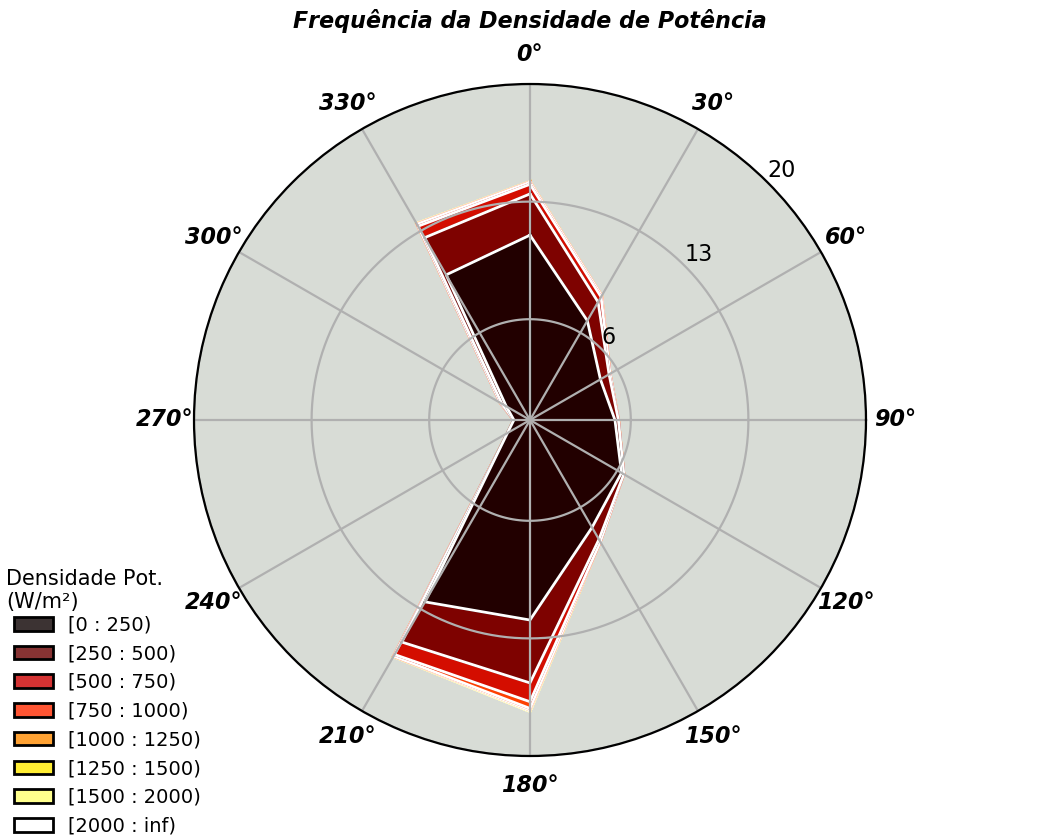 Frequência da Densidade de Potência
0°
330°
30°
20
300°
60°
13
6
270°
90°
240°
120°
210°
150°
180°
Densidade Pot.
(W/m²)
[0 : 250)
[250 : 500)
[500 : 750)
[750 : 1000)
[1000 : 1250)
[1250 : 1500)
[1500 : 2000)
[2000 : inf)